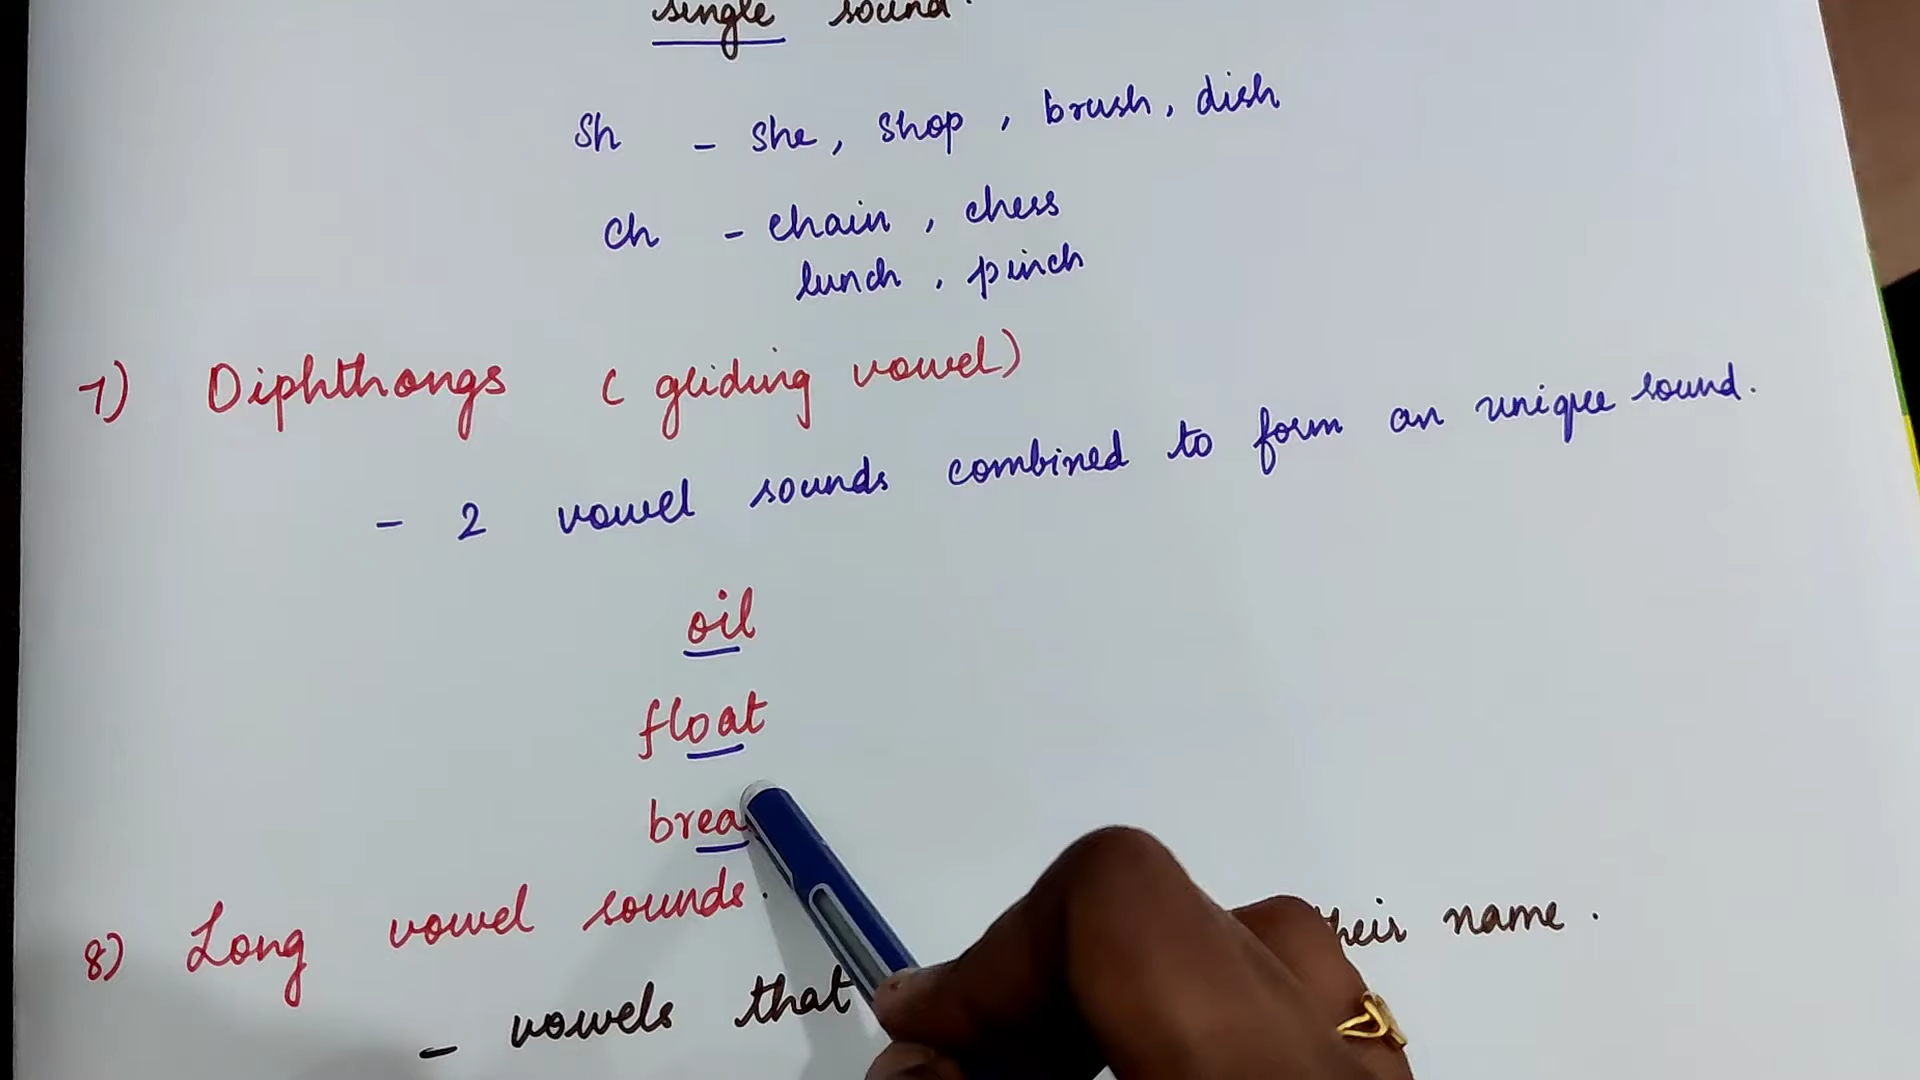 single sound.
Sh - She, Shop, brush, dish
ch - chain, chess
lunch, pinch
7) Diphthongs (gliding vowel)
- 2 vowel sounds combined to form an unique sound.
oil
float
brea
8) Long vowel sounds.
- vowels that their name.